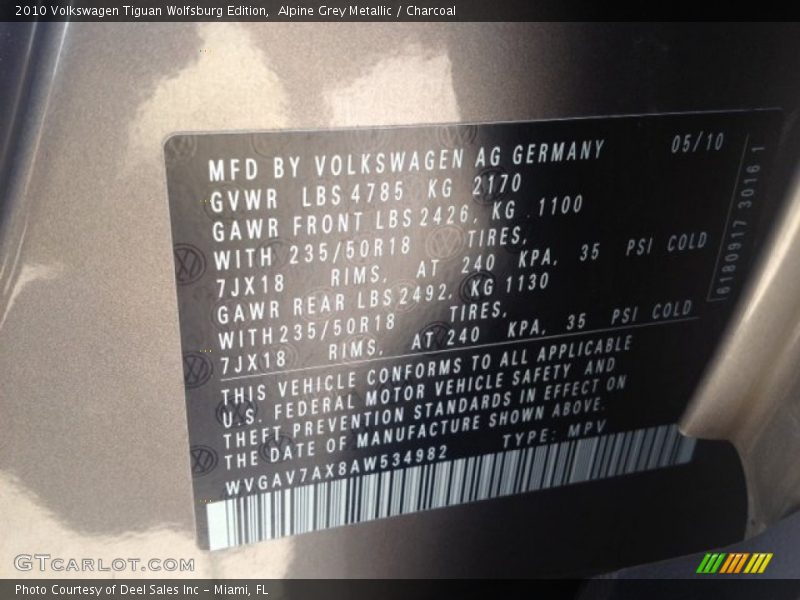 2010 Volkswagen Tiguan Wolfsburg Edition, Alpine Grey Metallic / Charcoal
MFD BY VOLKSWAGEN AG GERMANY 05/10
GVWR LBS 4785 KG 2170
GAWR FRONT LBS 2426, KG 1100
WITH 235/50R18 TIRES,
7JX18 RIMS, AT 240 KPA, 35 PSI COLD
GAWR REAR LBS 2492, KG 1130
WITH 235/50R18 TIRES,
7JX18 RIMS, AT 240 KPA, 35 PSI COLD
THIS VEHICLE CONFORMS TO ALL APPLICABLE
U.S. FEDERAL MOTOR VEHICLE SAFETY AND
THEFT PREVENTION STANDARDS IN EFFECT ON
THE DATE OF MANUFACTURE SHOWN ABOVE.
WVGAV7AX8AW534982 TYPE: MPV
6180917 3016 1
GTCARLOT.COM
Photo Courtesy of Deel Sales Inc - Miami, FL